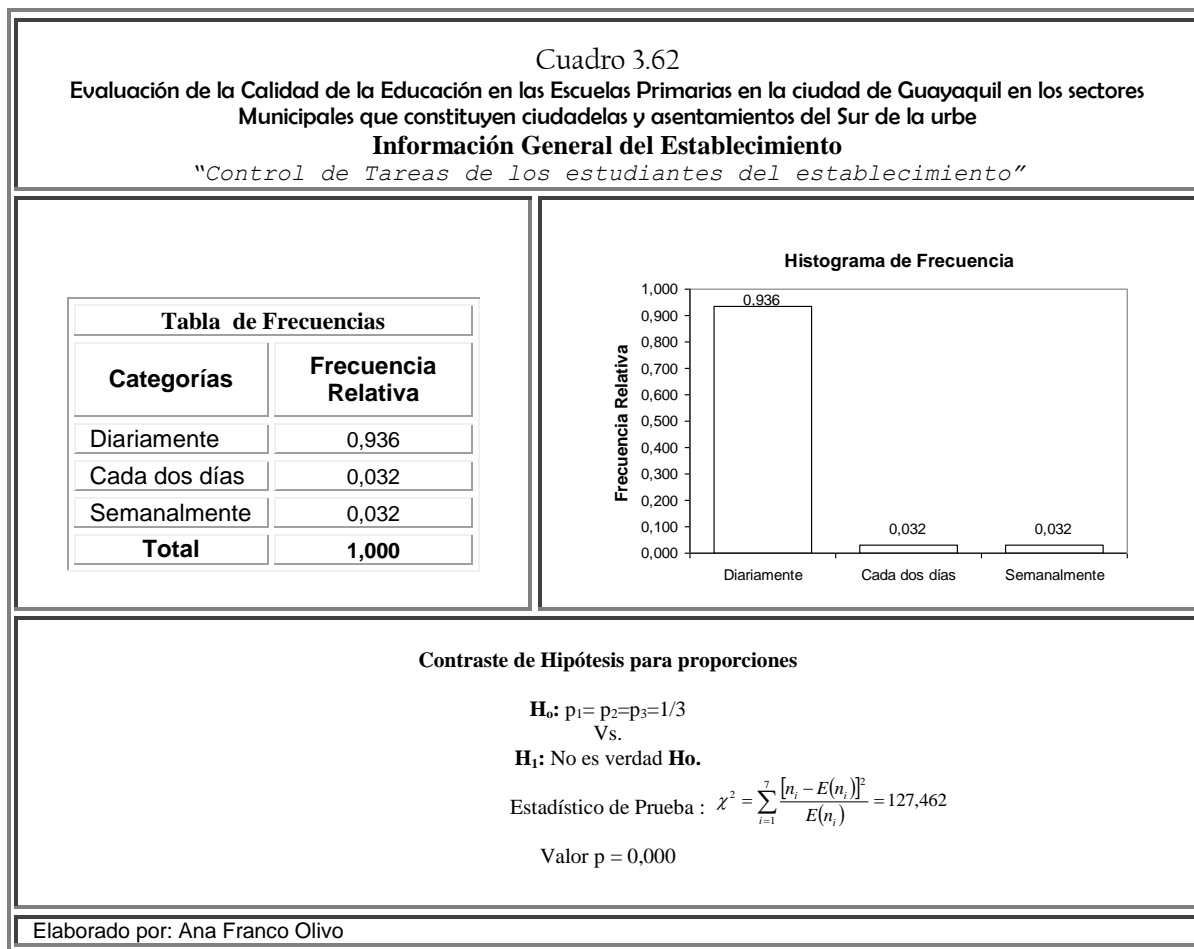 Cuadro 3.62
Evaluación de la Calidad de la Educación en las Escuelas Primarias en la ciudad de Guayaquil en los sectores
Municipales que constituyen ciudadelas y asentamientos del Sur de la urbe
Información General del Establecimiento
“Control de Tareas de los estudiantes del establecimiento”
Tabla de Frecuencias
Categorías Frecuencia Relativa
Diariamente 0,936
Cada dos días 0,032
Semanalmente 0,032
Total 1,000
Histograma de Frecuencia
Frecuencia Relativa
1,000
0,900
0,800
0,700
0,600
0,500
0,400
0,300
0,200
0,100
0,000
0,936
0,032
0,032
Diariamente Cada dos días Semanalmente
Contraste de Hipótesis para proporciones
Ho: p1= p2=p3=1/3
Vs.
H1: No es verdad Ho.
Estadístico de Prueba : χ² = ∑_{i=1}^{7} [n_i − E(n_i)]² / E(n_i) = 127,462
Valor p = 0,000
Elaborado por: Ana Franco Olivo